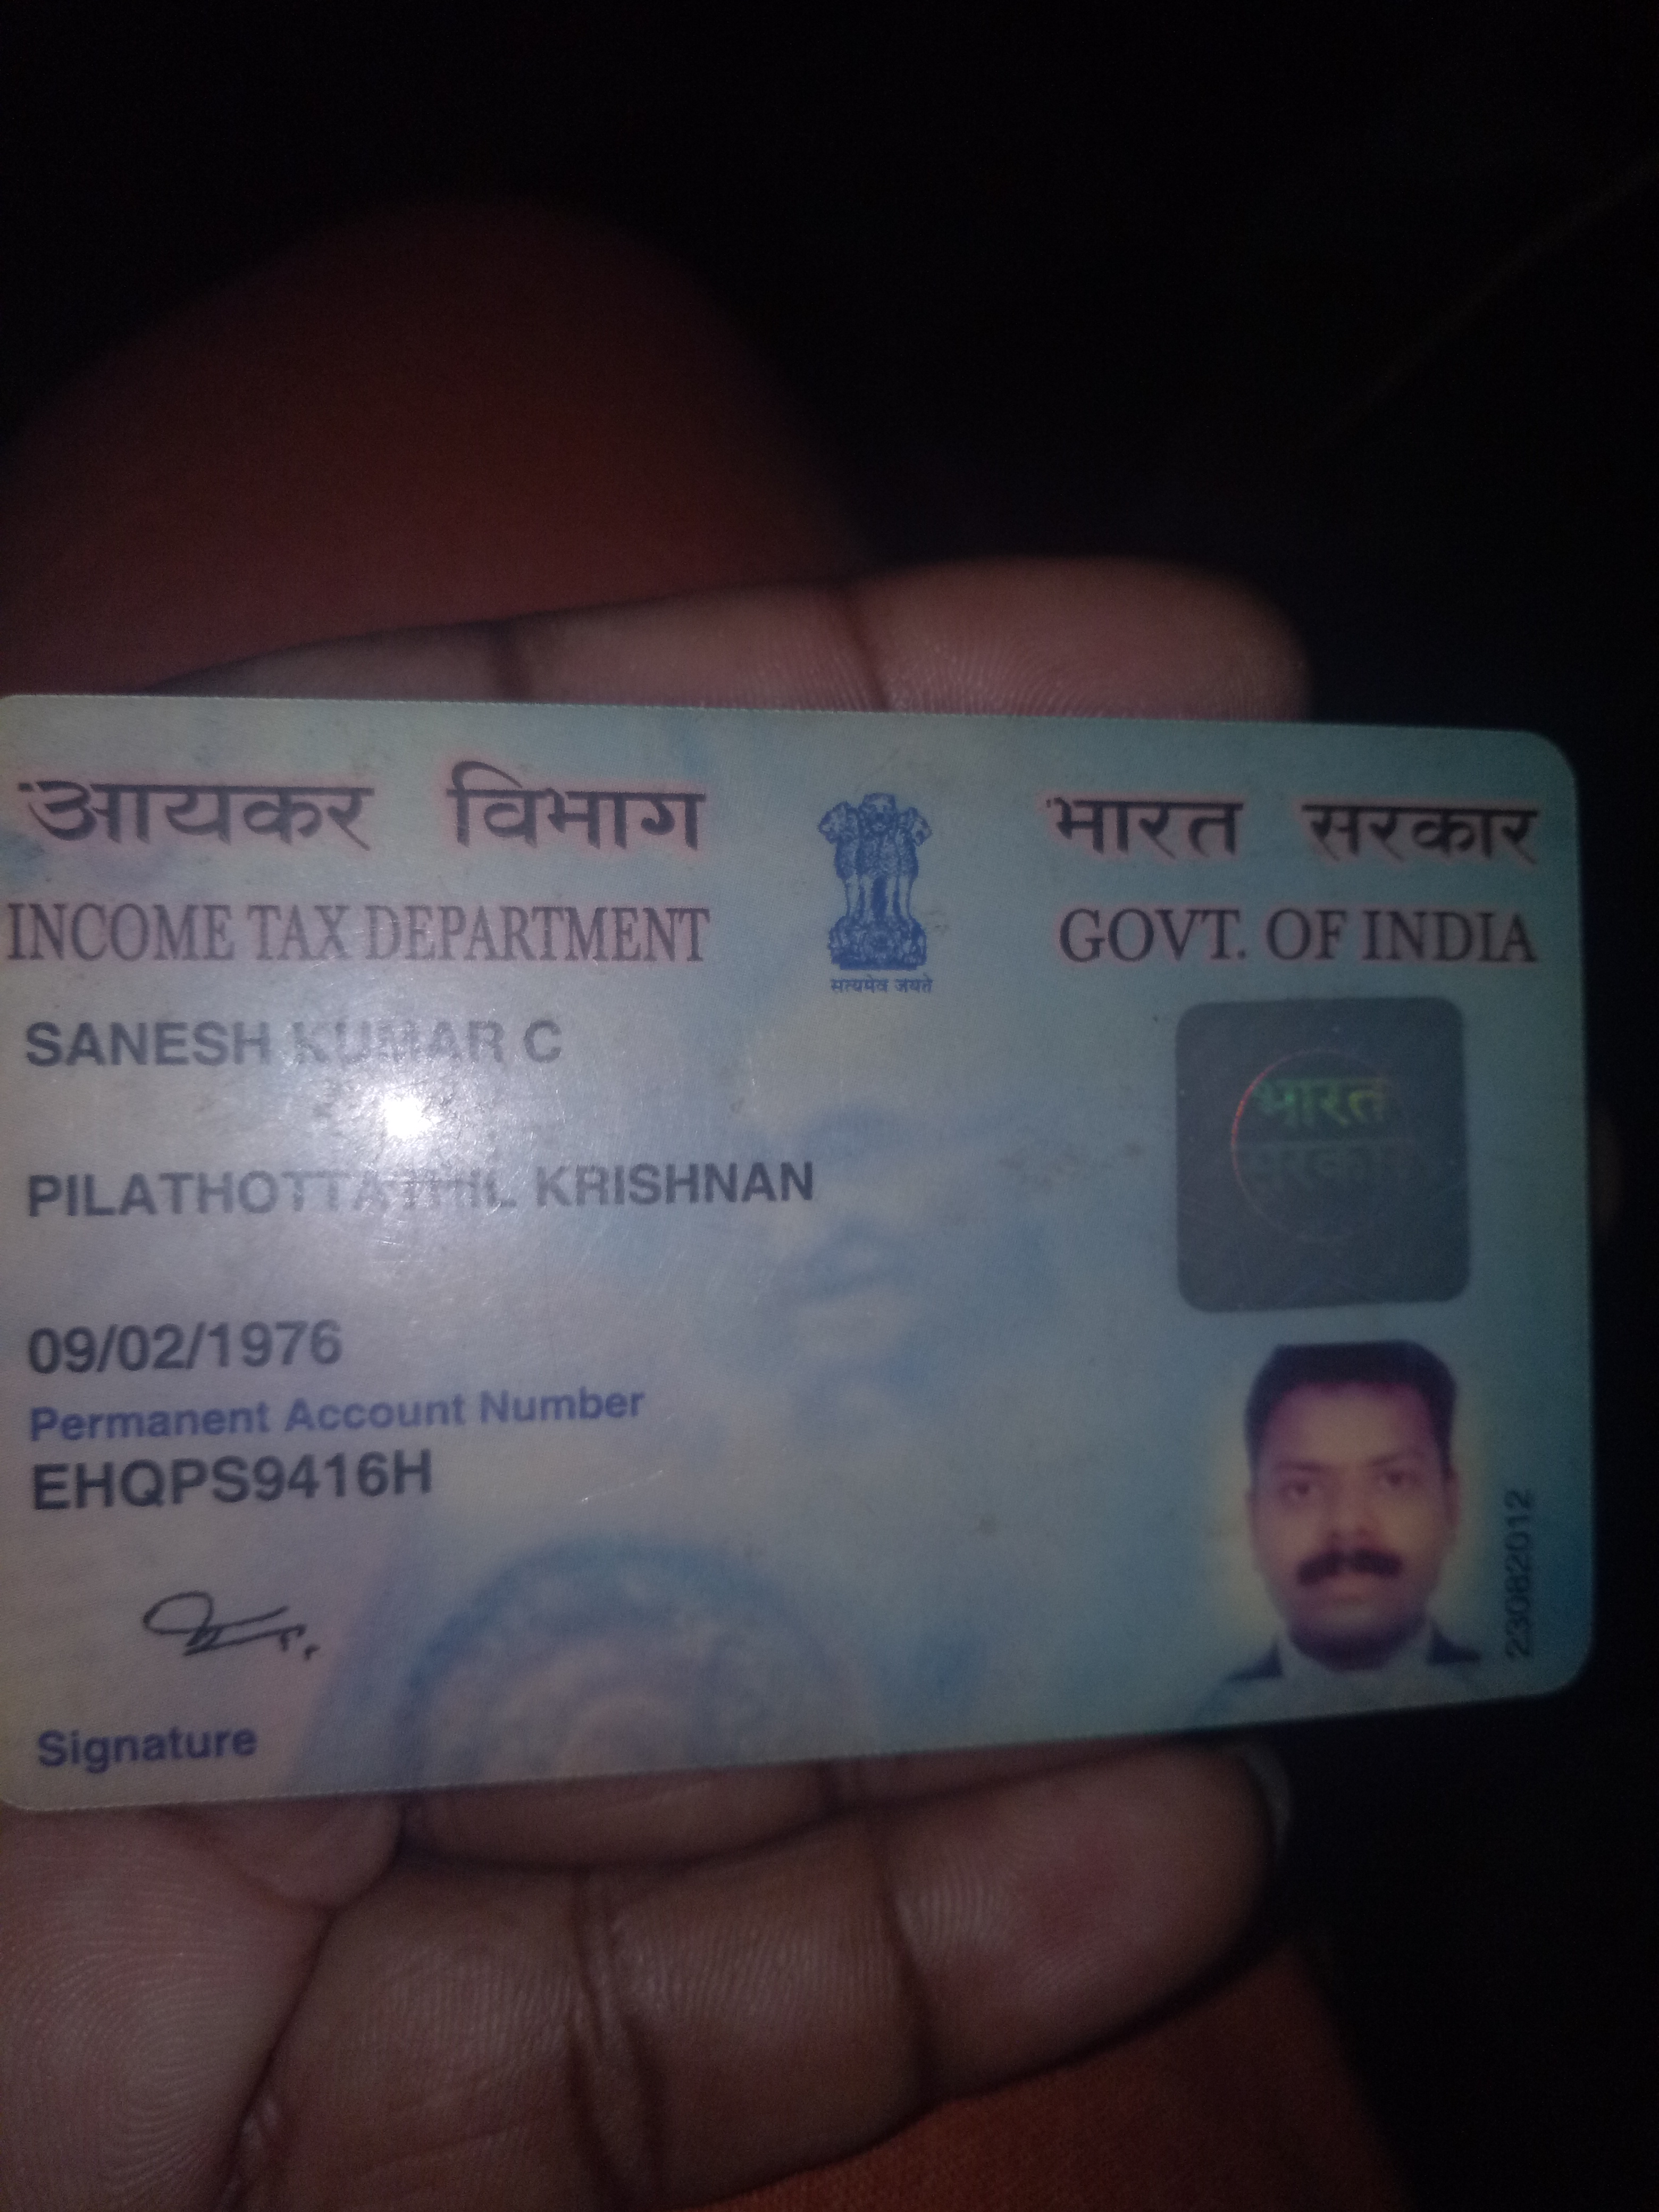 आयकर विभाग
भारत सरकार
INCOME TAX DEPARTMENT
GOVT. OF INDIA
सत्यमेव जयते
SANESH KUMAR C
भारत
सरकार
PILATHOTTATHIL KRISHNAN
09/02/1976
Permanent Account Number
EHQPS9416H
23082012
Signature